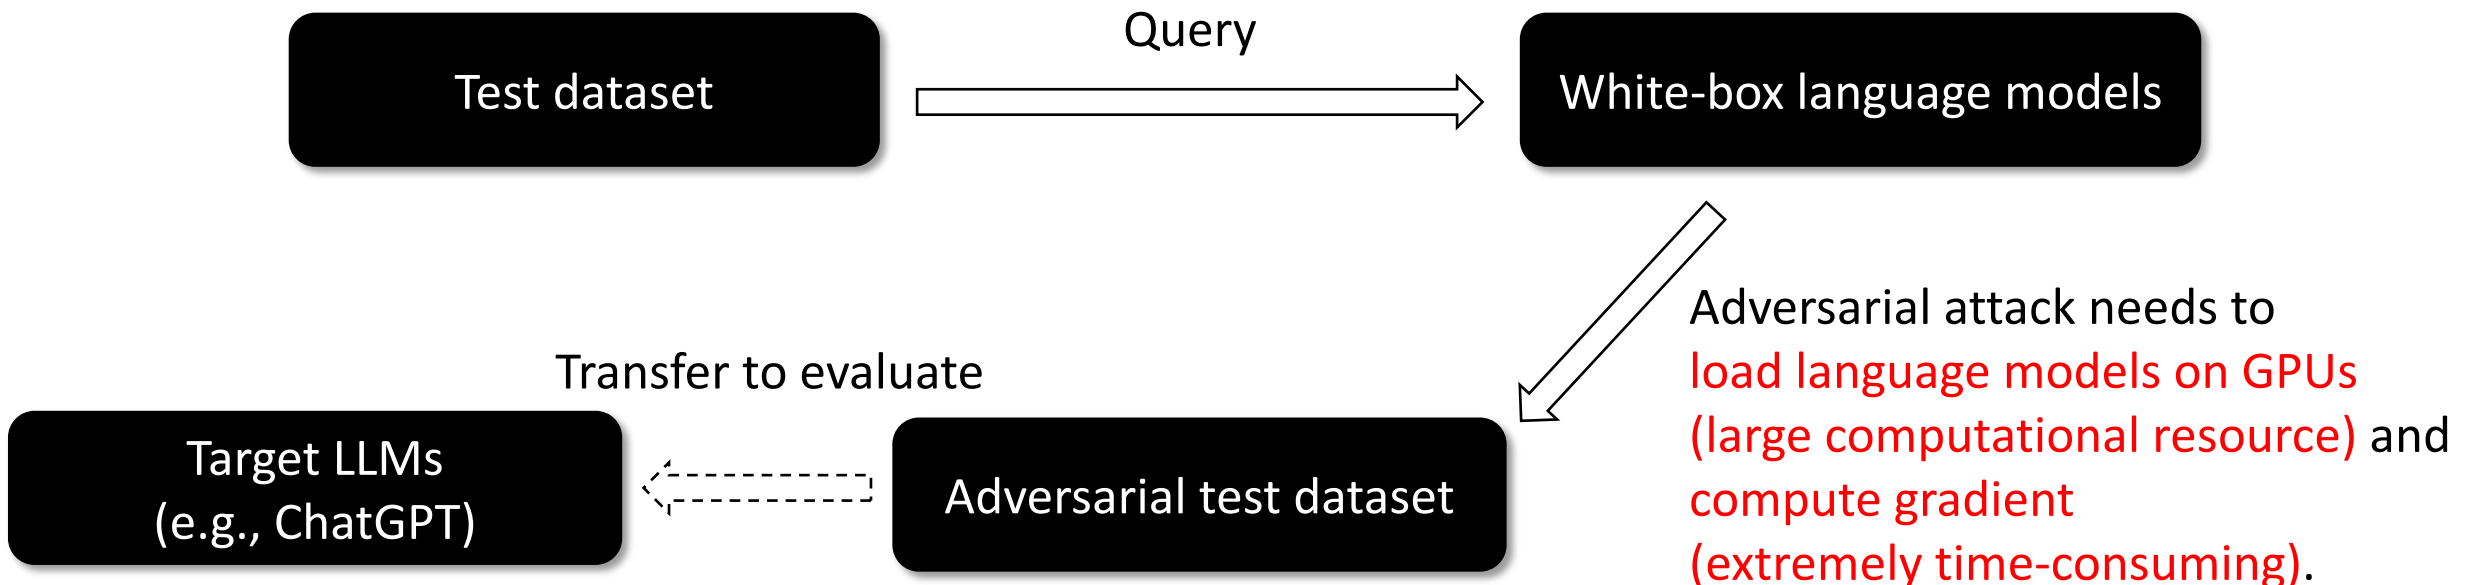 Query
Test dataset
White-box language models
Adversarial attack needs to
load language models on GPUs
(large computational resource) and
compute gradient
(extremely time-consuming).
Transfer to evaluate
Adversarial test dataset
Target LLMs
(e.g., ChatGPT)